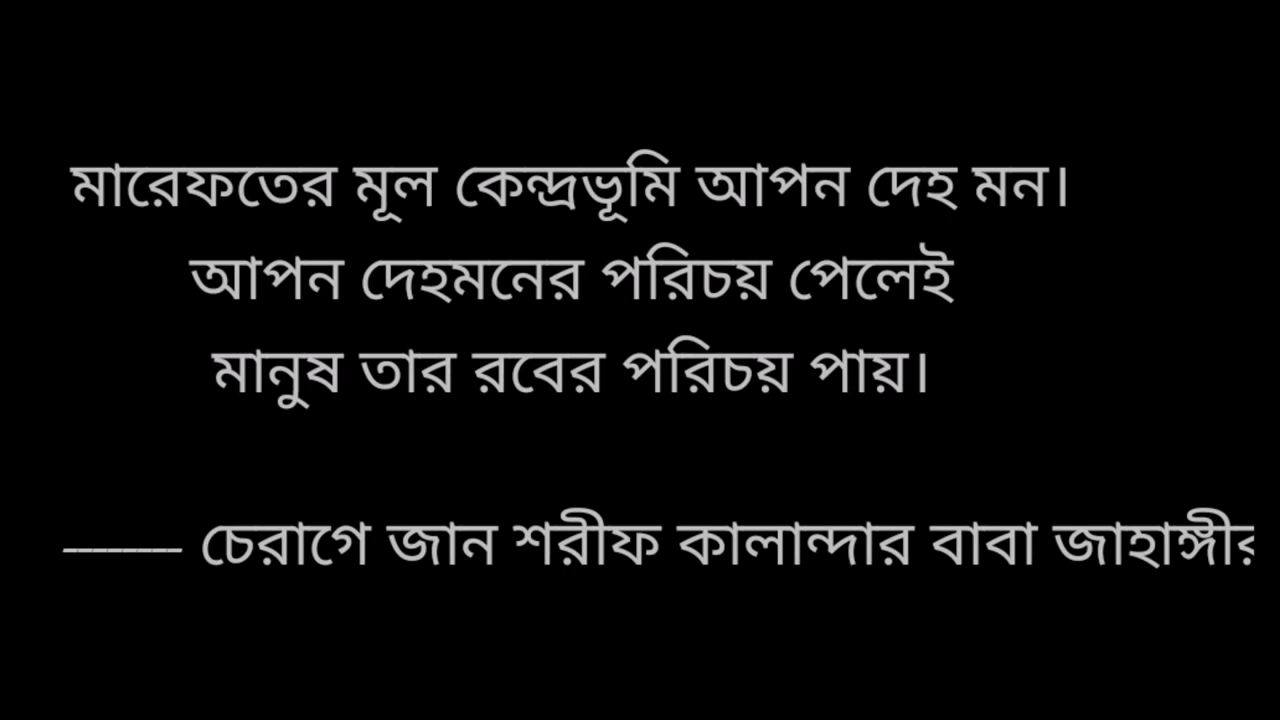 মারেফতের মূল কেন্দ্রভূমি আপন দেহ মন।
আপন দেহমনের পরিচয় পেলেই
মানুষ তার রবের পরিচয় পায়।
—— চেরাগে জান শরীফ কালান্দার বাবা জাহাঙ্গীর